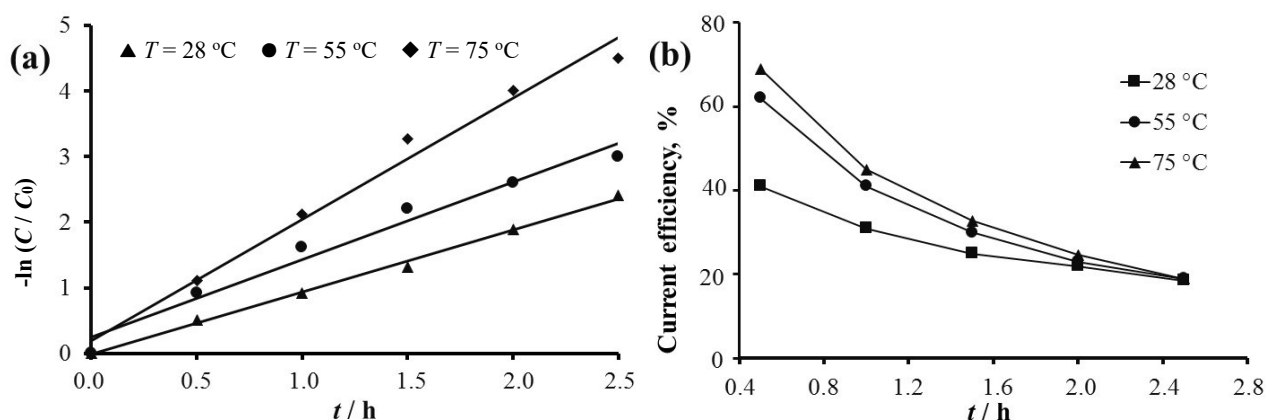 (a)
T = 28 °C T = 55 °C T = 75 °C
-ln (C / C0)
5
4
3
2
1
0
0.0 0.5 1.0 1.5 2.0 2.5
t / h
(b)
Current efficiency, %
80
60
40
20
0
28 °C
55 °C
75 °C
0.4 0.8 1.2 1.6 2.0 2.4 2.8
t / h